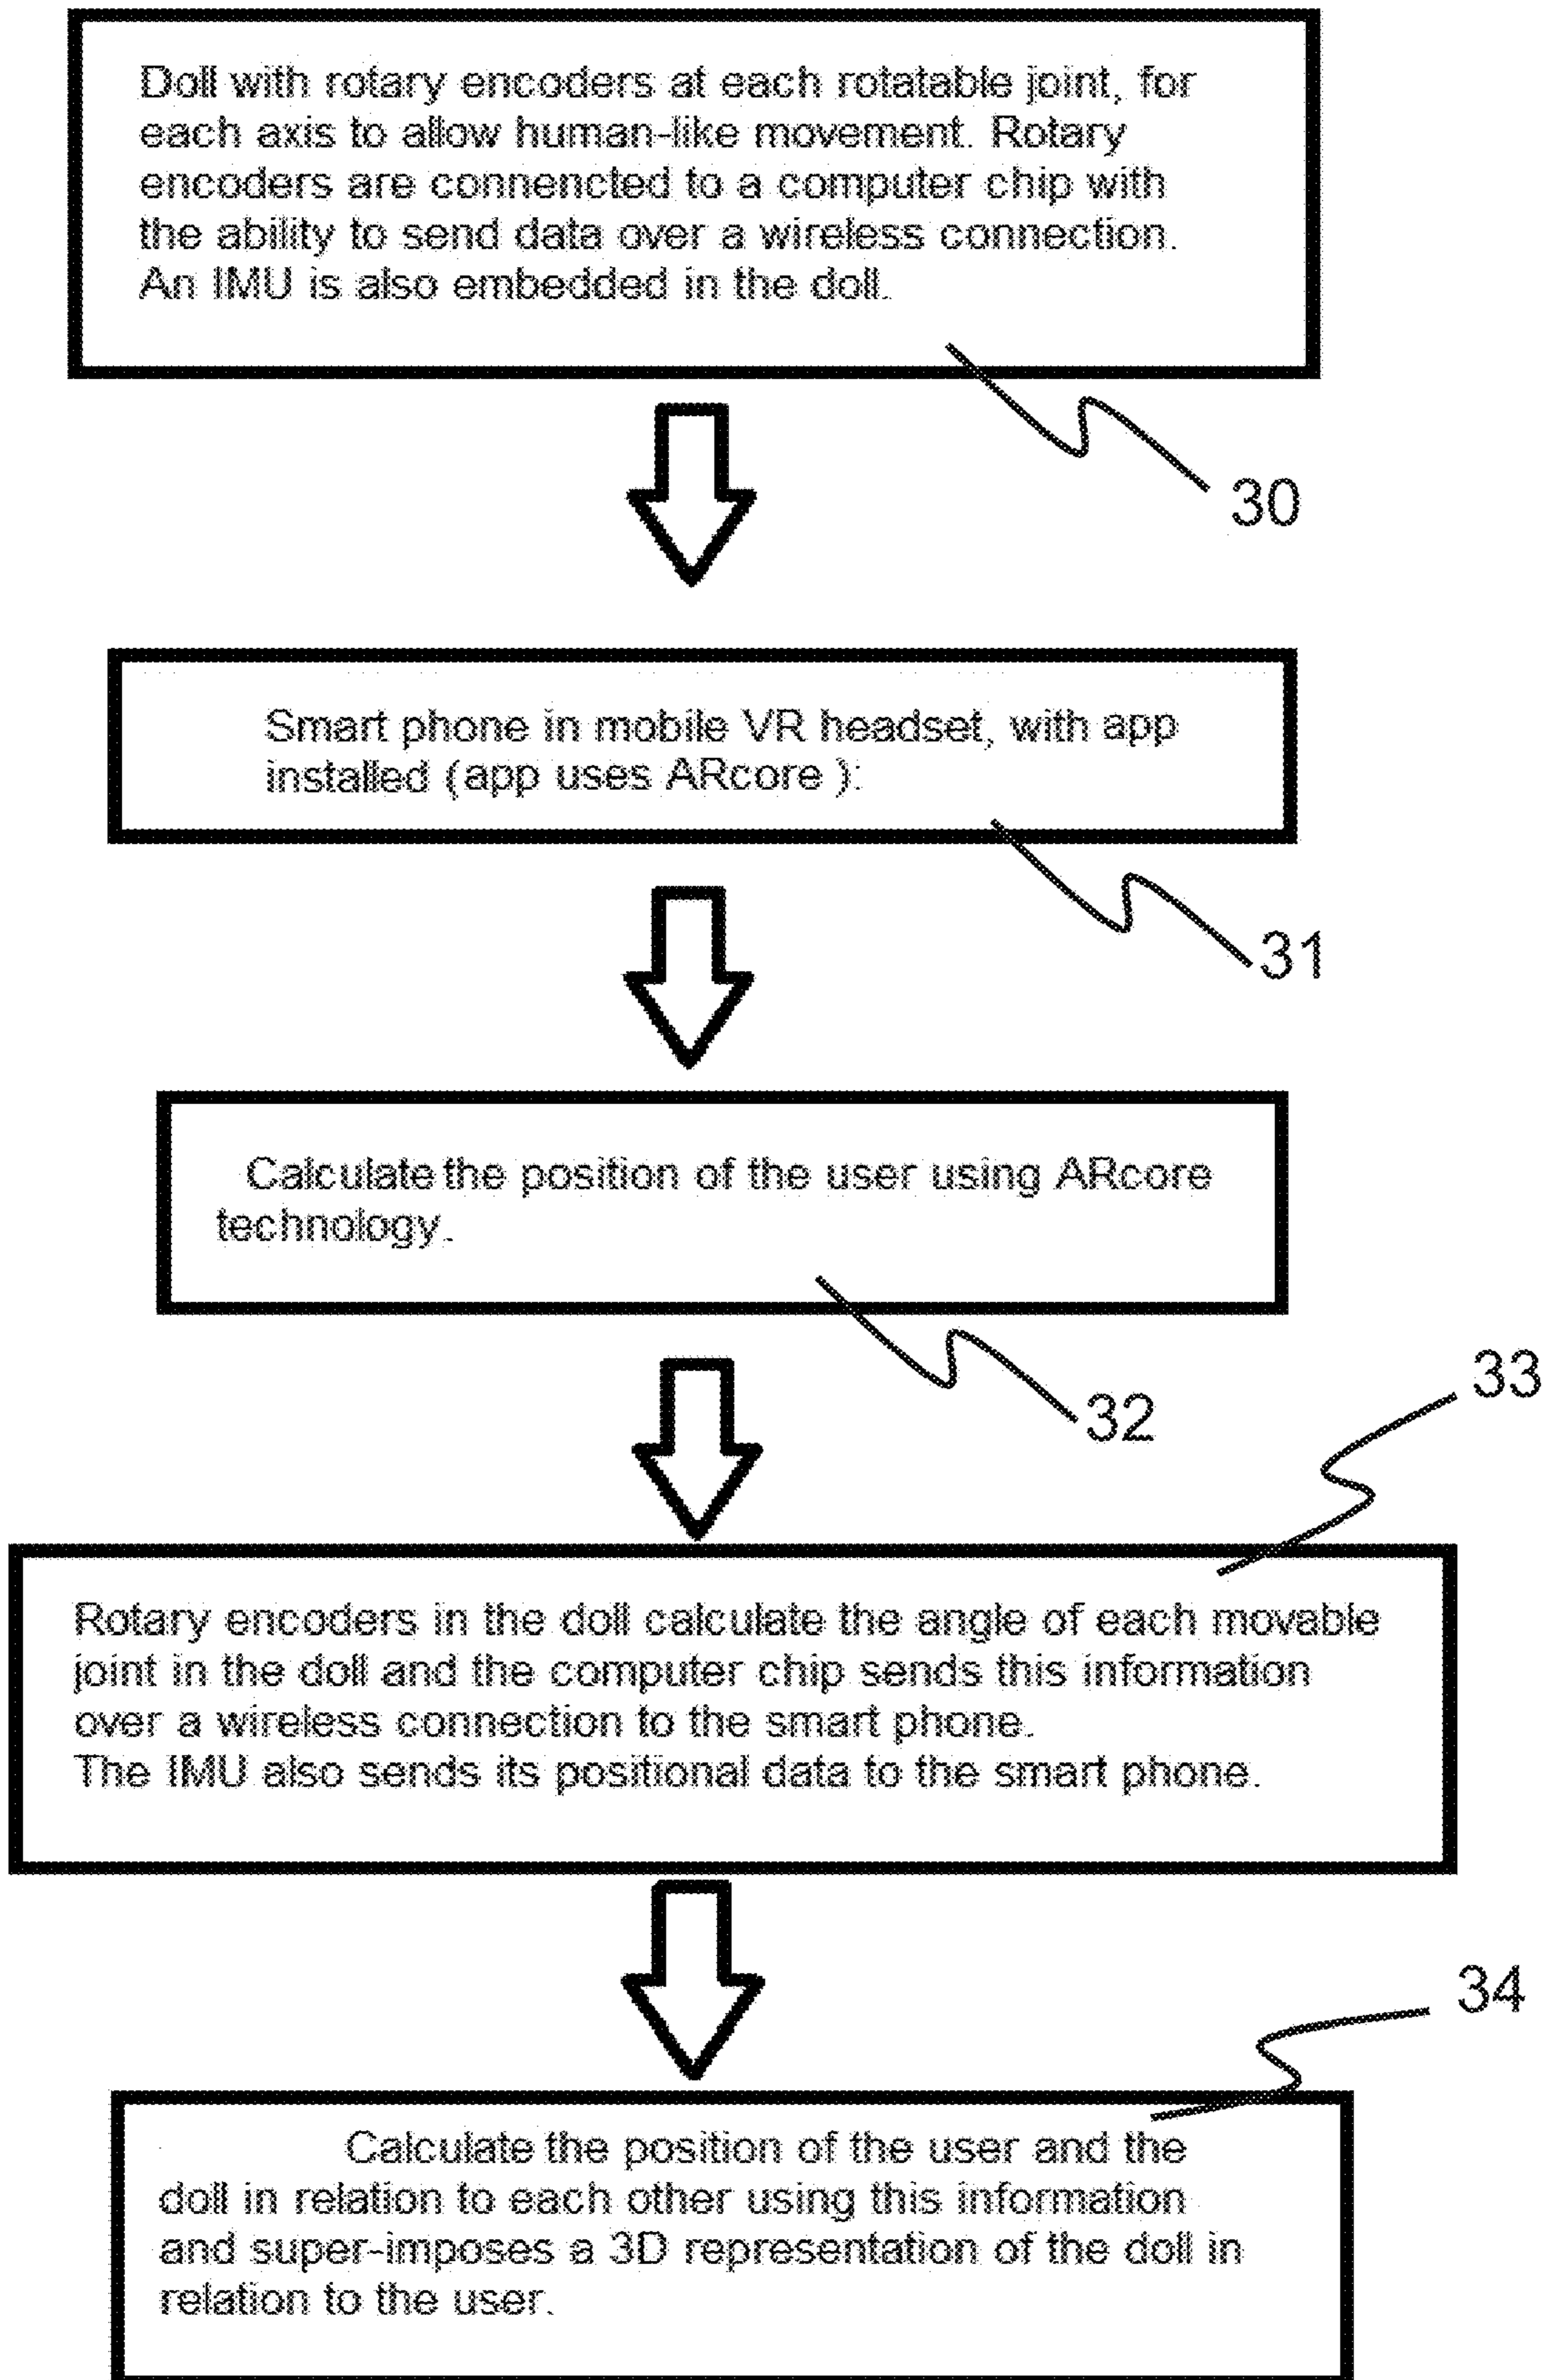 Doll with rotary encoders at each rotatable joint, for
each axis to allow human-like movement. Rotary
encoders are connencted to a computer chip with
the ability to send data over a wireless connection.
An IMU is also embedded in the doll.
30
Smart phone in mobile VR headset, with app
installed (app uses ARcore ):
31
Calculate the position of the user using ARcore
technology.
32
33
Rotary encoders in the doll calculate the angle of each movable
joint in the doll and the computer chip sends this information
over a wireless connection to the smart phone.
The IMU also sends its positional data to the smart phone.
34
Calculate the position of the user and the
doll in relation to each other using this information
and super-imposes a 3D representation of the doll in
relation to the user.